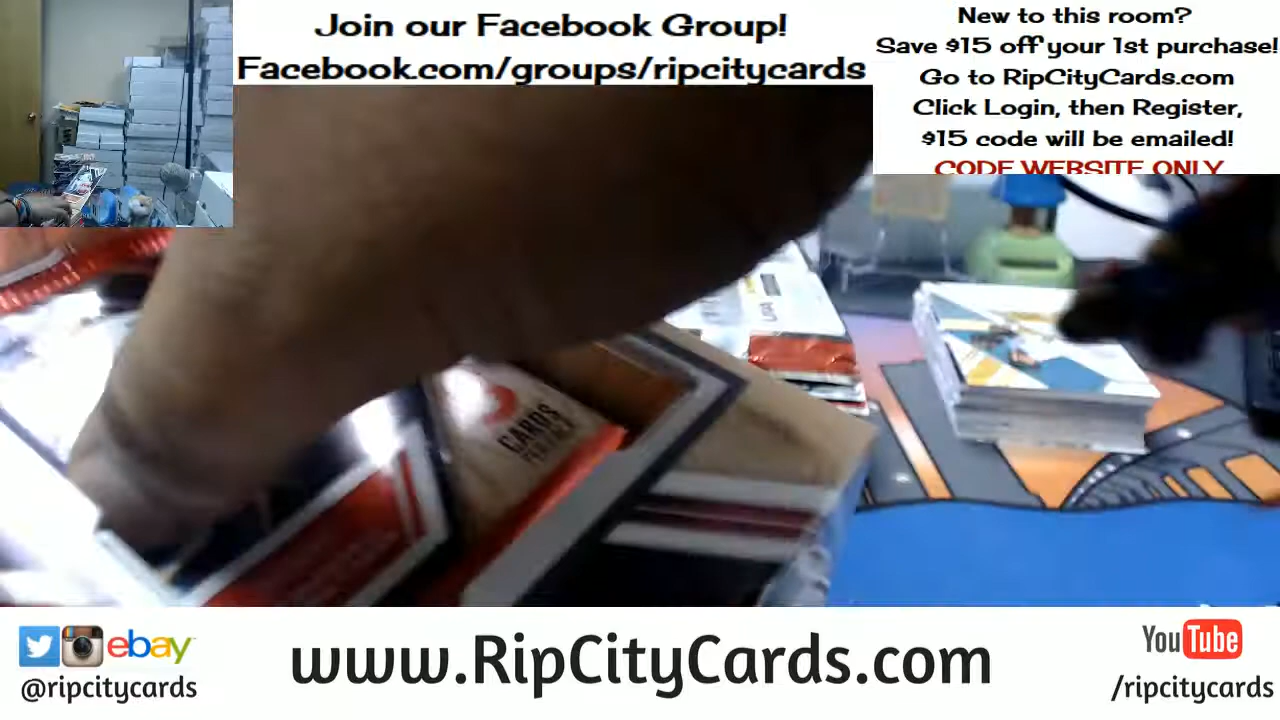 Join our Facebook Group!
Facebook.com/groups/ripcitycards
New to this room?
Save $15 off your 1st purchase!
Go to RipCityCards.com
Click Login, then Register,
$15 code will be emailed!
CODE WEBSITE ONLY
CARDS
PER PACK
ebay
@ripcitycards
www.RipCityCards.com
YouTube
/ripcitycards